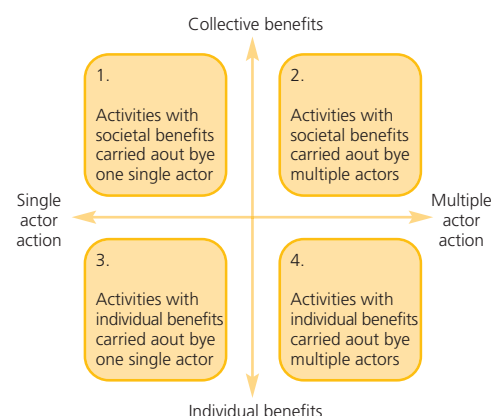 Collective benefits
1.
Activities with
societal benefits
carried aout bye
one single actor
2.
Activities with
societal benefits
carried aout bye
multiple actors
Single
actor
action
Multiple
actor
action
3.
Activities with
individual benefits
carried aout bye
one single actor
4.
Activities with
individual benefits
carried aout bye
multiple actors
Individual benefits